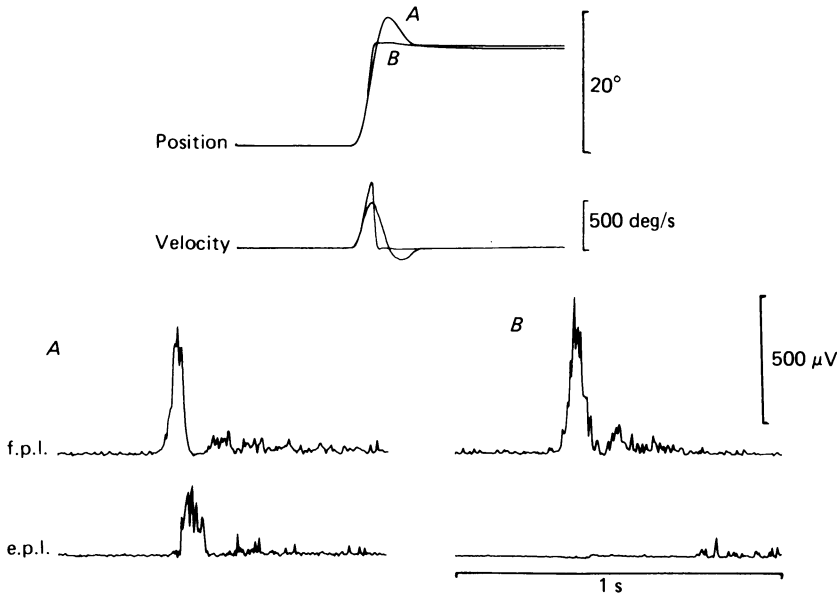 A
B
20°
Position
500 deg/s
Velocity
A
B
500 μV
f.p.l.
e.p.l.
1 s